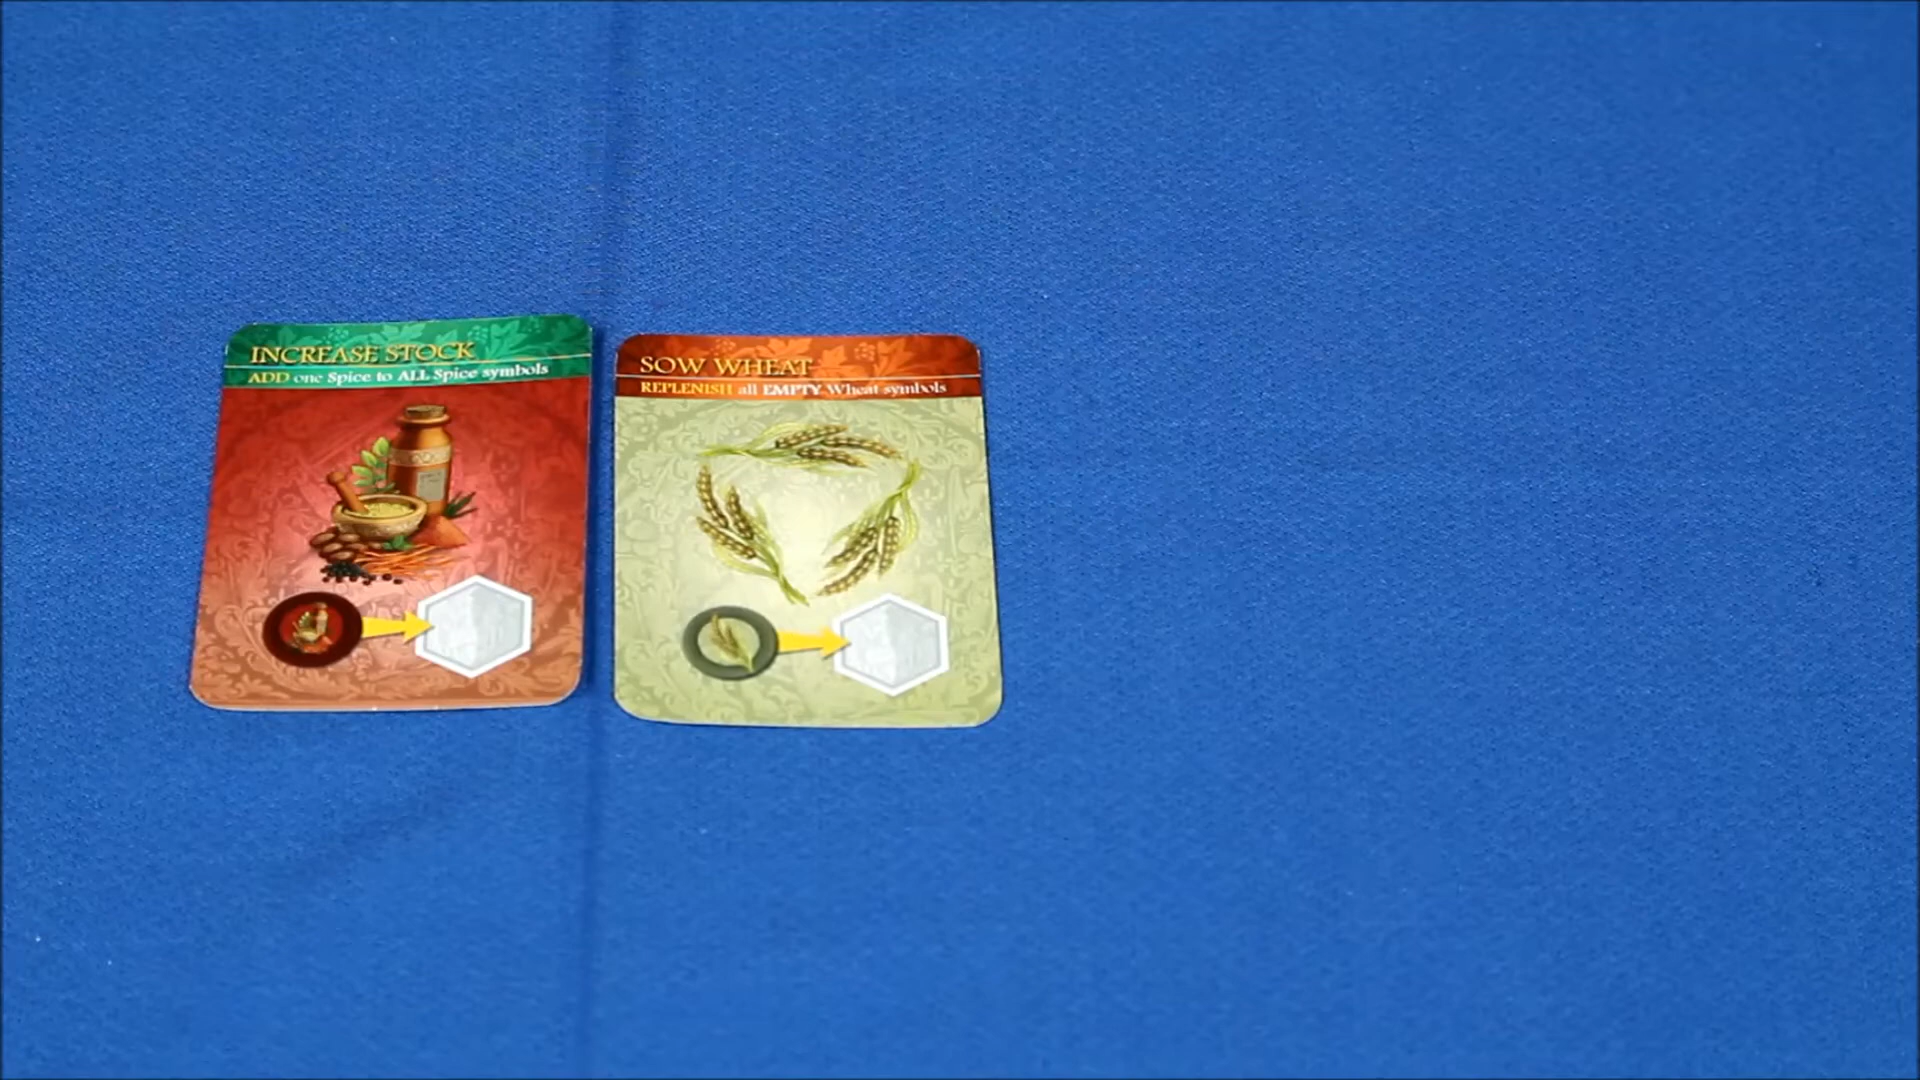 INCREASE STOCK
ADD one Spice to ALL Spice symbols
SOW WHEAT
REPLENISH all EMPTY Wheat symbols